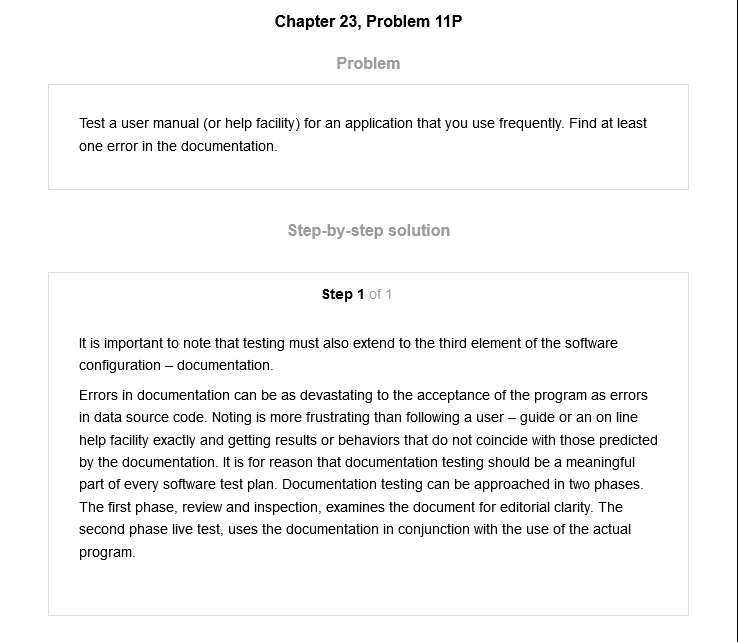 Chapter 23, Problem 11P
Problem
Test a user manual (or help facility) for an application that you use frequently. Find at least
one error in the documentation.
Step-by-step solution
Step 1 of 1
It is important to note that testing must also extend to the third element of the software
configuration – documentation.
Errors in documentation can be as devastating to the acceptance of the program as errors
in data source code. Noting is more frustrating than following a user – guide or an on line
help facility exactly and getting results or behaviors that do not coincide with those predicted
by the documentation. It is for reason that documentation testing should be a meaningful
part of every software test plan. Documentation testing can be approached in two phases.
The first phase, review and inspection, examines the document for editorial clarity. The
second phase live test, uses the documentation in conjunction with the use of the actual
program.